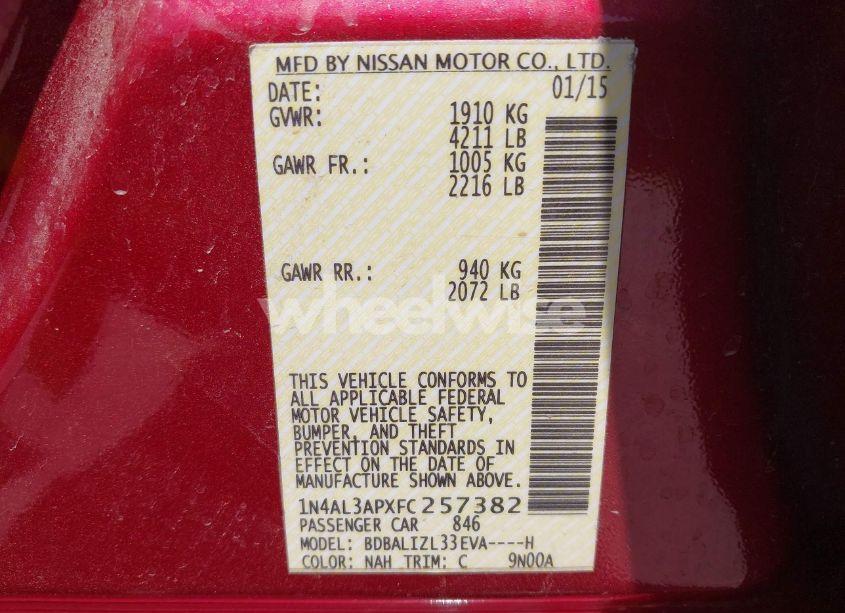 MFD BY NISSAN MOTOR CO., LTD.
DATE: 01/15
GVWR: 1910 KG
4211 LB
GAWR FR.: 1005 KG
2216 LB
GAWR RR.: 940 KG
2072 LB
wheelwise
THIS VEHICLE CONFORMS TO
ALL APPLICABLE FEDERAL
MOTOR VEHICLE SAFETY,
BUMPER, AND THEFT
PREVENTION STANDARDS IN
EFFECT ON THE DATE OF
MANUFACTURE SHOWN ABOVE.
1N4AL3APXFC257382
PASSENGER CAR 846
MODEL: BDBALIZL33EVA----H
COLOR: NAH TRIM: C 9N00A